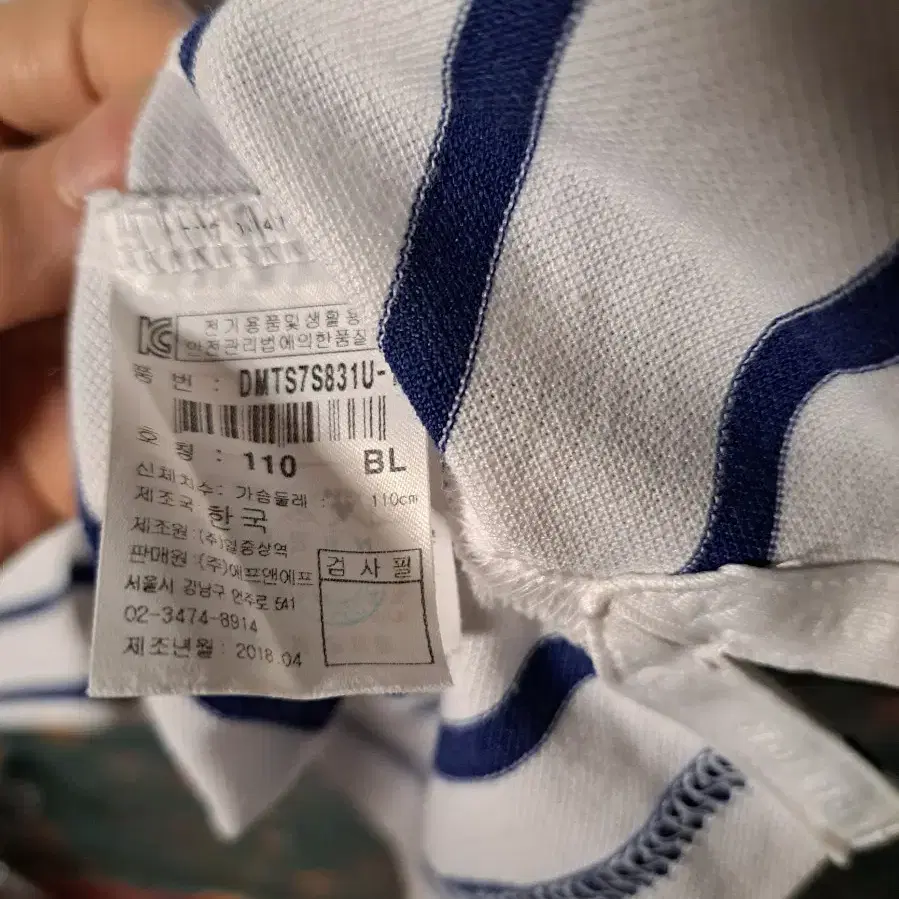 KC 전기용품및생활용
안전관리법에의한품질
품 번 : DMTS7S831U-
호 칭 : 110 BL
신체치수: 가슴둘레 : 110cm
제조국 한국
제조원 :(주)일중상역
판매원 :(주)에프앤에프
서울시 강남구 언주로 541
02-3474-8914
제조년월 : 2018.04
검 사 필